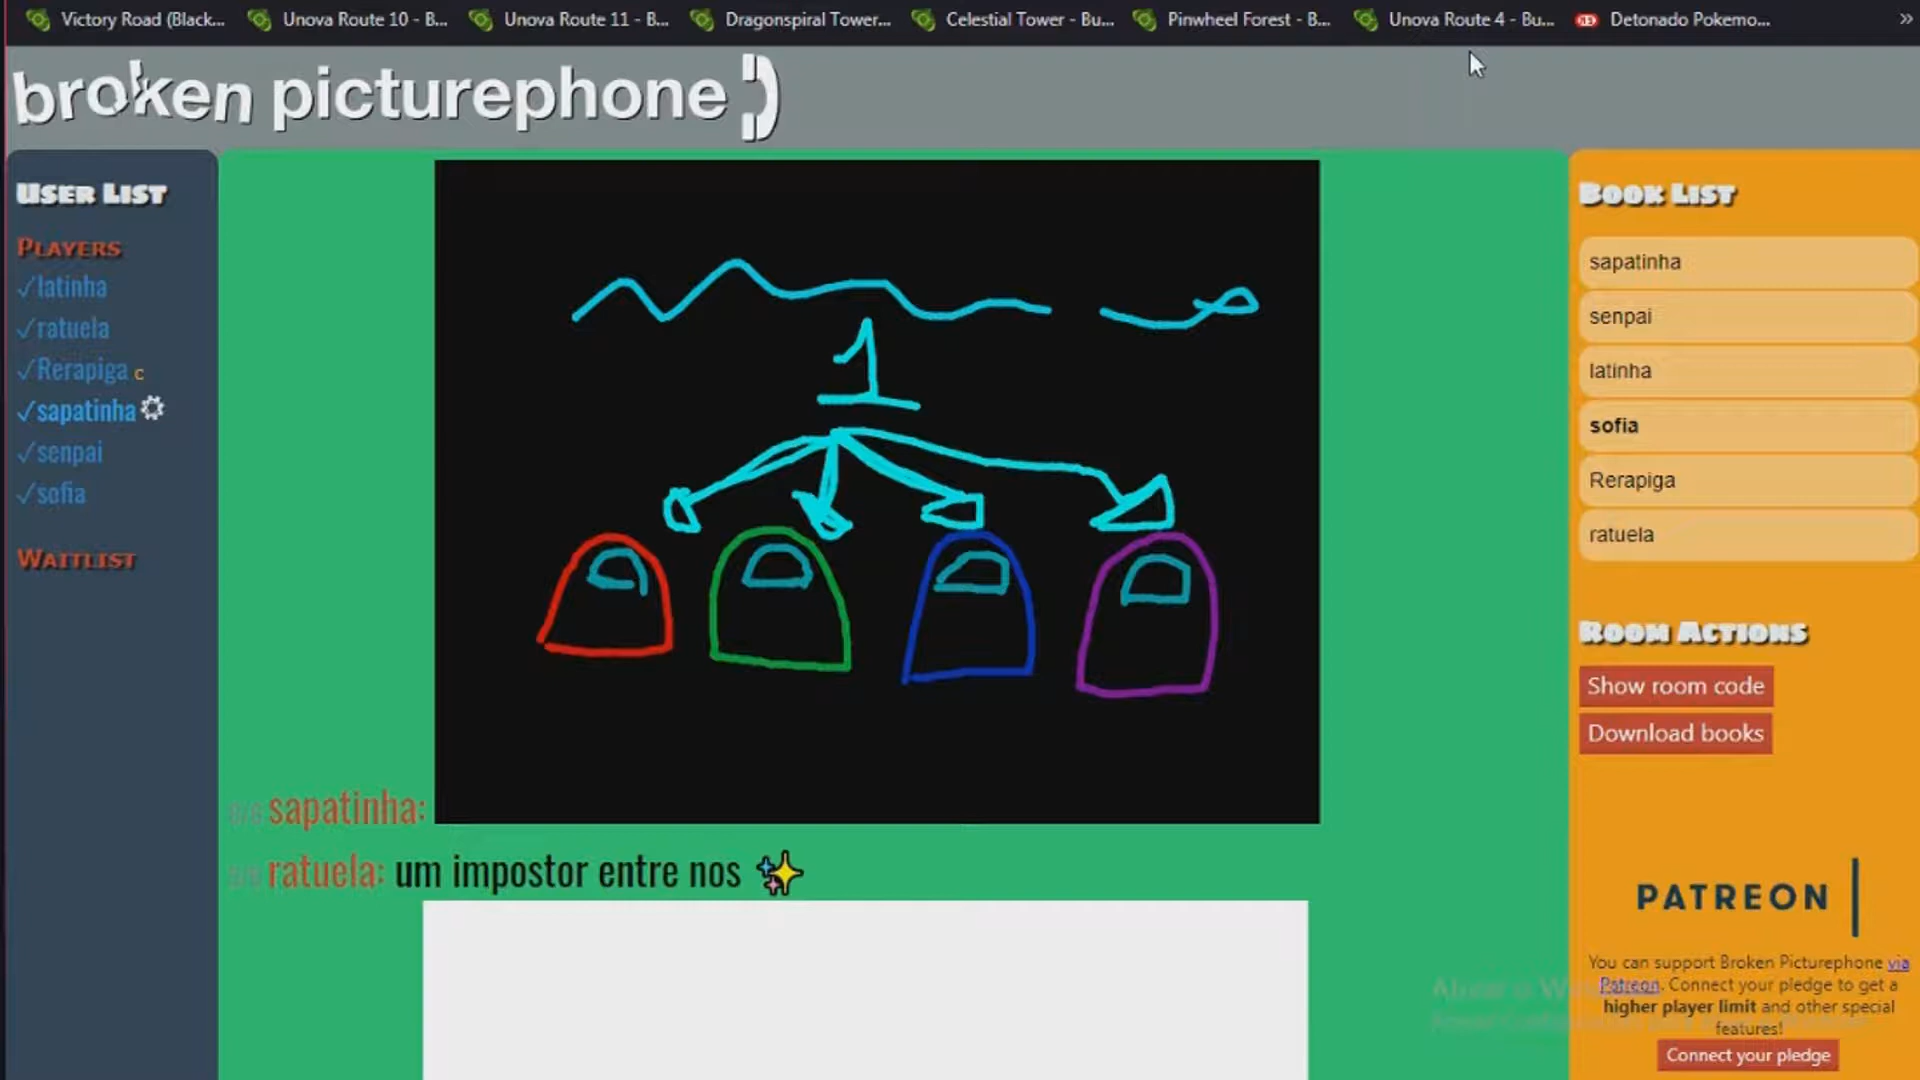 Victory Road (Black...
Unova Route 10 - B...
Unova Route 11 - B...
Dragonspiral Tower...
Celestial Tower - Bu...
Pinwheel Forest - B...
Unova Route 4 - Bu...
Detonado Pokemo...
»
broken picturephone
USER LIST
PLAYERS
✓latinha
✓ratuela
✓Rerapiga c
✓sapatinha
✓senpai
✓sofia
WAITLIST
1
sapatinha:
ratuela: um impostor entre nos ✨
BOOK LIST
sapatinha
senpai
latinha
sofia
Rerapiga
ratuela
ROOM ACTIONS
Show room code
Download books
PATREON
You can support Broken Picturephone via
Patreon. Connect your pledge to get a
higher player limit and other special
features!
Connect your pledge